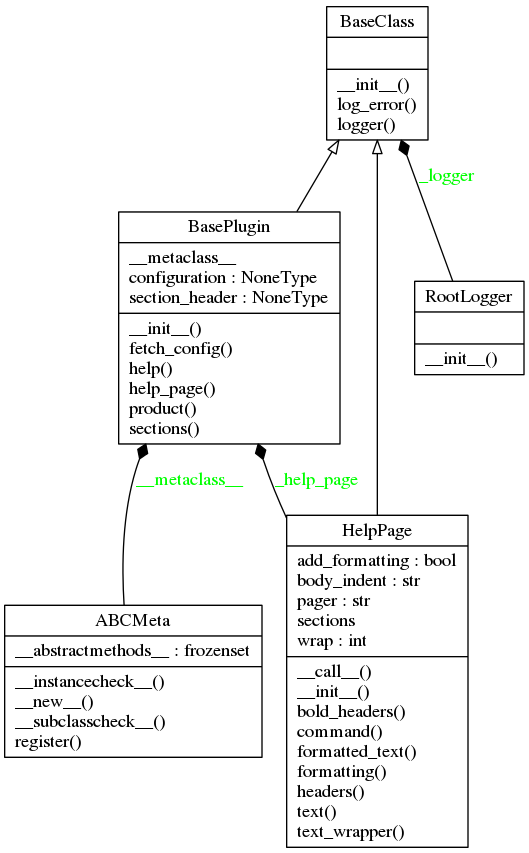 BaseClass
__init__()
log_error()
logger()
_logger
BasePlugin
__metaclass__
configuration : NoneType
section_header : NoneType
__init__()
fetch_config()
help()
help_page()
product()
sections()
RootLogger
__init__()
__metaclass__
_help_page
HelpPage
add_formatting : bool
body_indent : str
pager : str
sections
wrap : int
__call__()
__init__()
bold_headers()
command()
formatted_text()
formatting()
headers()
text()
text_wrapper()
ABCMeta
__abstractmethods__ : frozenset
__instancecheck__()
__new__()
__subclasscheck__()
register()